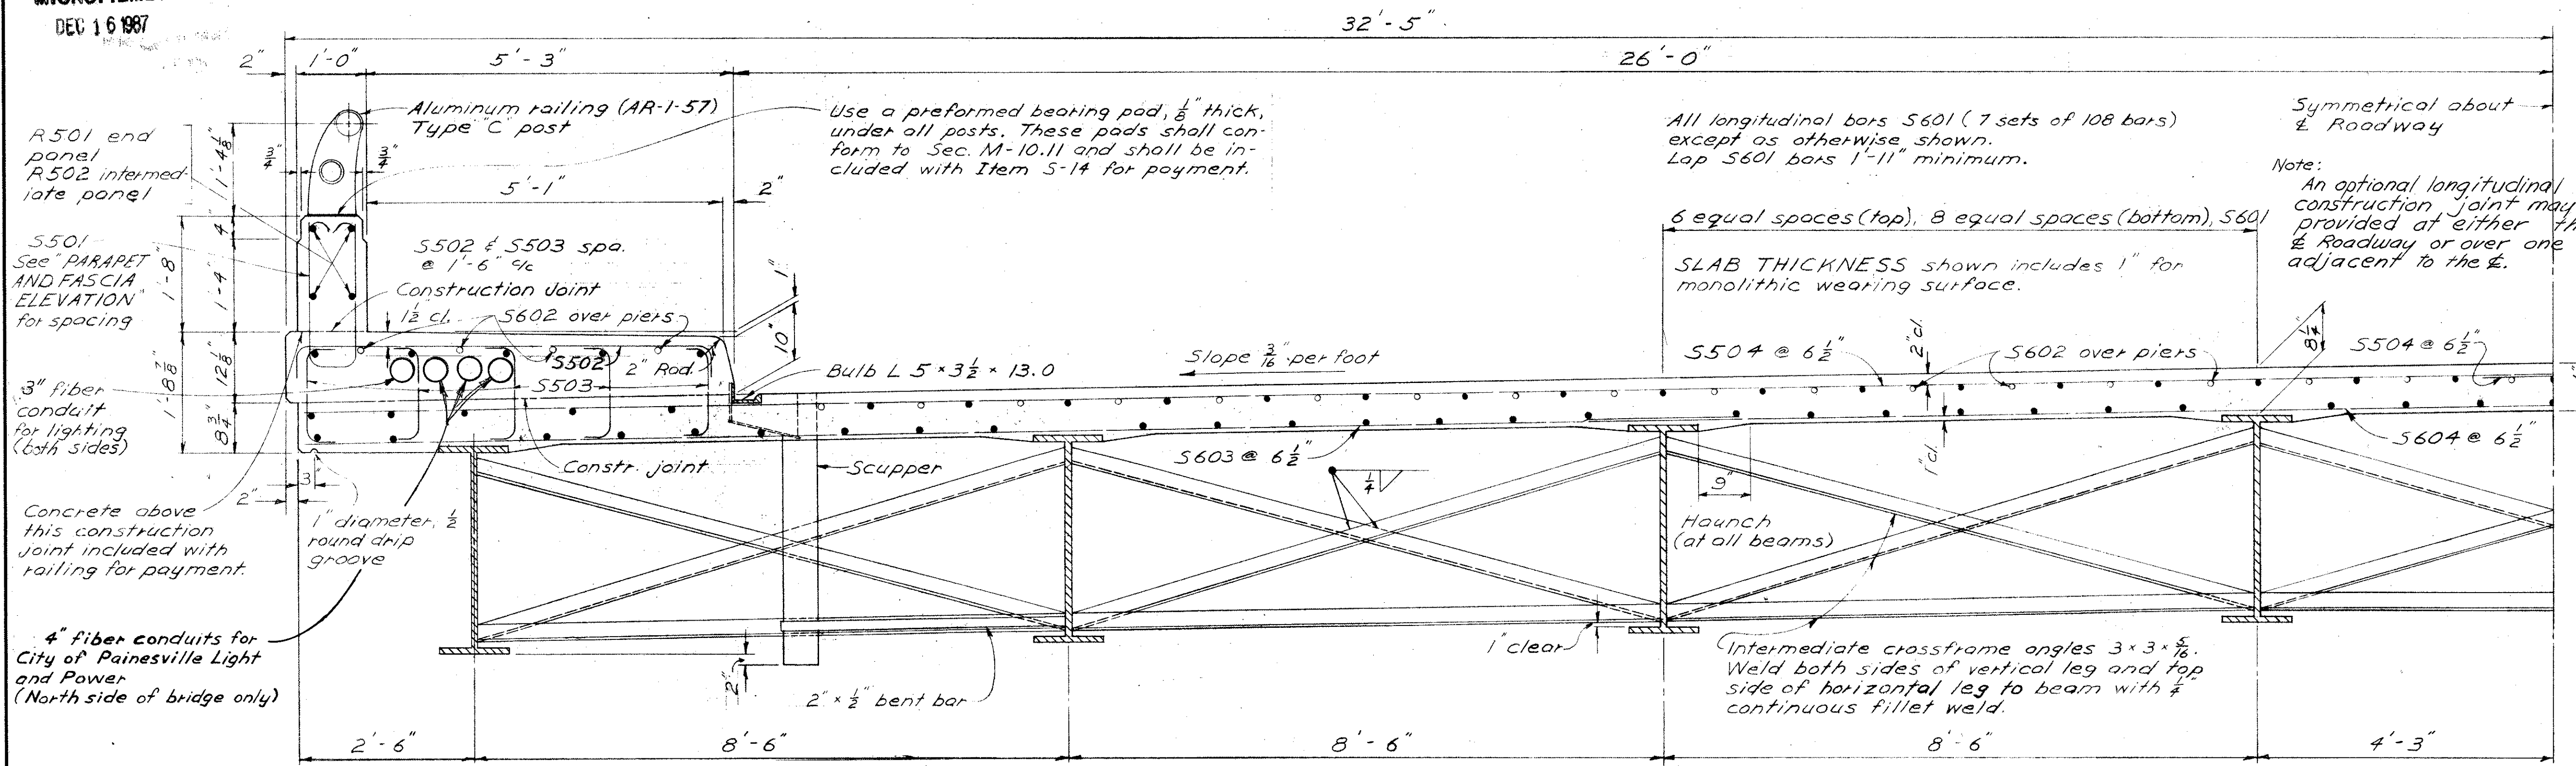 DEC 16 1987
32'-5"
2" 1'-0" 5'-3" 26'-0"
Aluminum railing (AR-1-57)
Type "C" post
Use a preformed bearing pad, 1/8" thick,
under all posts. These pads shall con-
form to Sec. M-10.11 and shall be in-
cluded with Item S-14 for payment.
All longitudinal bars S601 (7 sets of 108 bars)
except as otherwise shown.
Lap S601 bars 1'-11" minimum.
Symmetrical about
℄ Roadway
Note:
An optional longitudinal
construction joint may
provided at either
℄ Roadway or over one
adjacent to the ℄.
R501 end
panel
R502 intermed-
iate panel
3/4" 3/4"
1'-4 1/8"
5'-1" 2"
6 equal spaces (top), 8 equal spaces (bottom), S601
SLAB THICKNESS shown includes 1" for
monolithic wearing surface.
S501
See "PARAPET
AND FASCIA
ELEVATION"
for spacing
4"
1'-8"
1'-4"
S502 & S503 spa.
@ 1'-6" c/c
Construction Joint
1 1/2 cl.
S602 over piers
1"
10"
S502
2" Rad.
S503
Bulb L 5 × 3 1/2 × 13.0
Slope 3/16" per foot
S504 @ 6 1/2"
2" cl.
S602 over piers
8 1/4"
S504 @ 6 1/2"
1'-8 7/8"
12 1/8"
8 3/4"
3" fiber
conduit
for lighting
(both sides)
Constr. joint
Scupper
S603 @ 6 1/2"
1/4
9"
1" cl.
S604 @ 6 1/2"
3"
2"
Concrete above
this construction
joint included with
railing for payment.
1" diameter, 1/2
round drip
groove
Haunch
(at all beams)
4" fiber conduits for
City of Painesville Light
and Power
(North side of bridge only)
2"
2" × 1/2" bent bar
1" clear
Intermediate crossframe angles 3 × 3 × 5/16.
Weld both sides of vertical leg and top
side of horizontal leg to beam with 1/4"
continuous fillet weld.
2'-6" 8'-6" 8'-6" 8'-6" 4'-3"